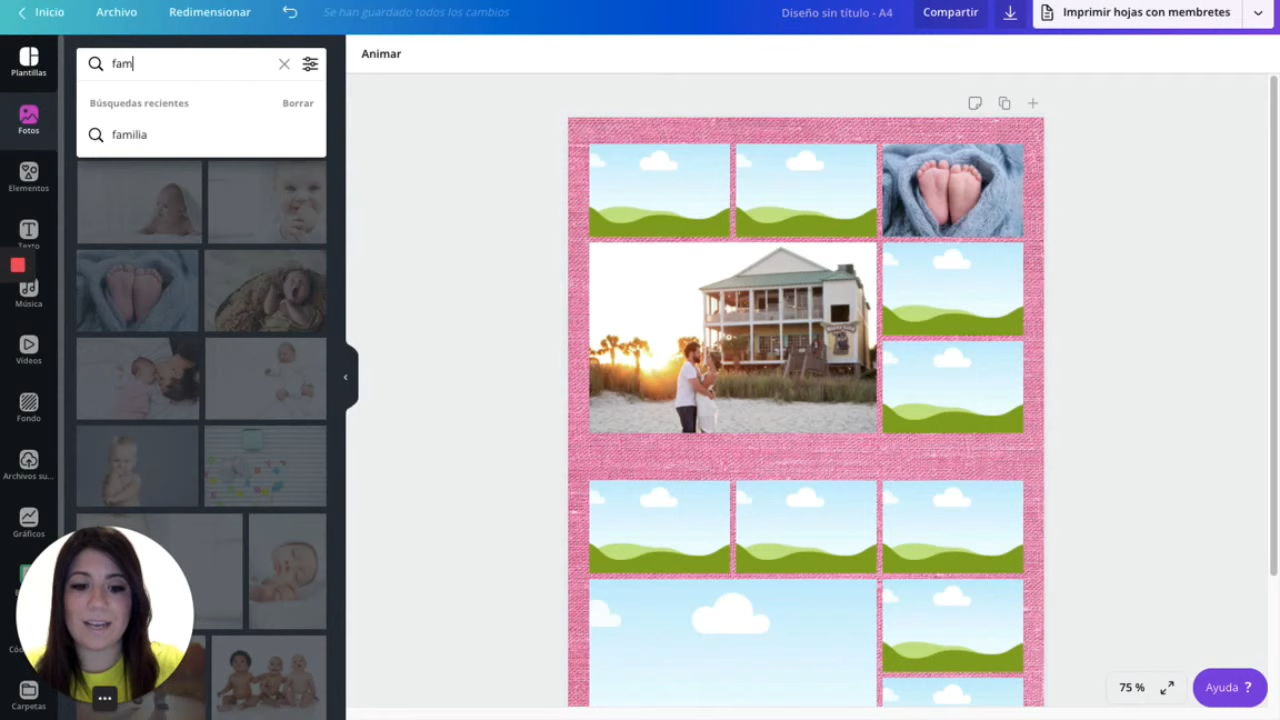 Inicio Archivo Redimensionar Se han guardado todos los cambios Diseño sin título - A4 Compartir Imprimir hojas con membretes
Plantillas
fam
Animar
Búsquedas recientes Borrar
Fotos
familia
Elementos
Texto
Música
Vídeos
Fondo
Archivos su...
Gráficos
Carpetas
75 % Ayuda ?